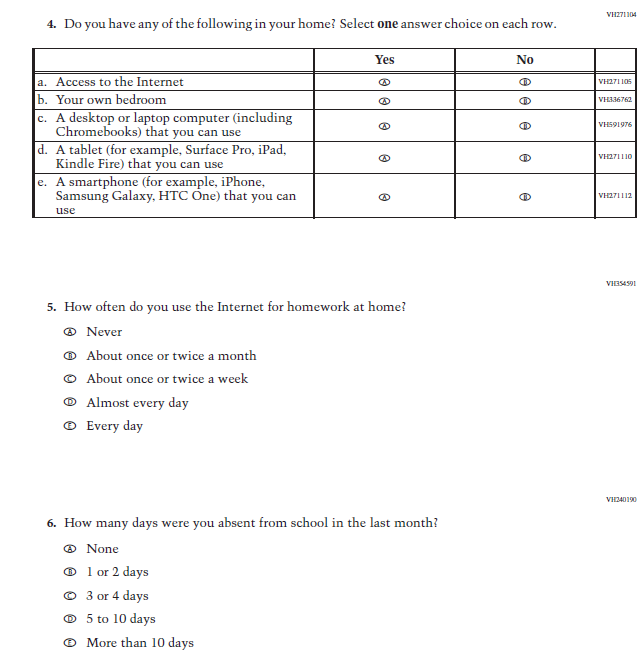 VH271104
4. Do you have any of the following in your home? Select one answer choice on each row.
Yes No
a. Access to the Internet A B VH271105
b. Your own bedroom A B VH336762
c. A desktop or laptop computer (including
Chromebooks) that you can use A B VH591976
d. A tablet (for example, Surface Pro, iPad,
Kindle Fire) that you can use A B VH271110
e. A smartphone (for example, iPhone,
Samsung Galaxy, HTC One) that you can A B VH271112
use
VH354591
5. How often do you use the Internet for homework at home?
A Never
B About once or twice a month
C About once or twice a week
D Almost every day
E Every day
VH240190
6. How many days were you absent from school in the last month?
A None
B 1 or 2 days
C 3 or 4 days
D 5 to 10 days
E More than 10 days